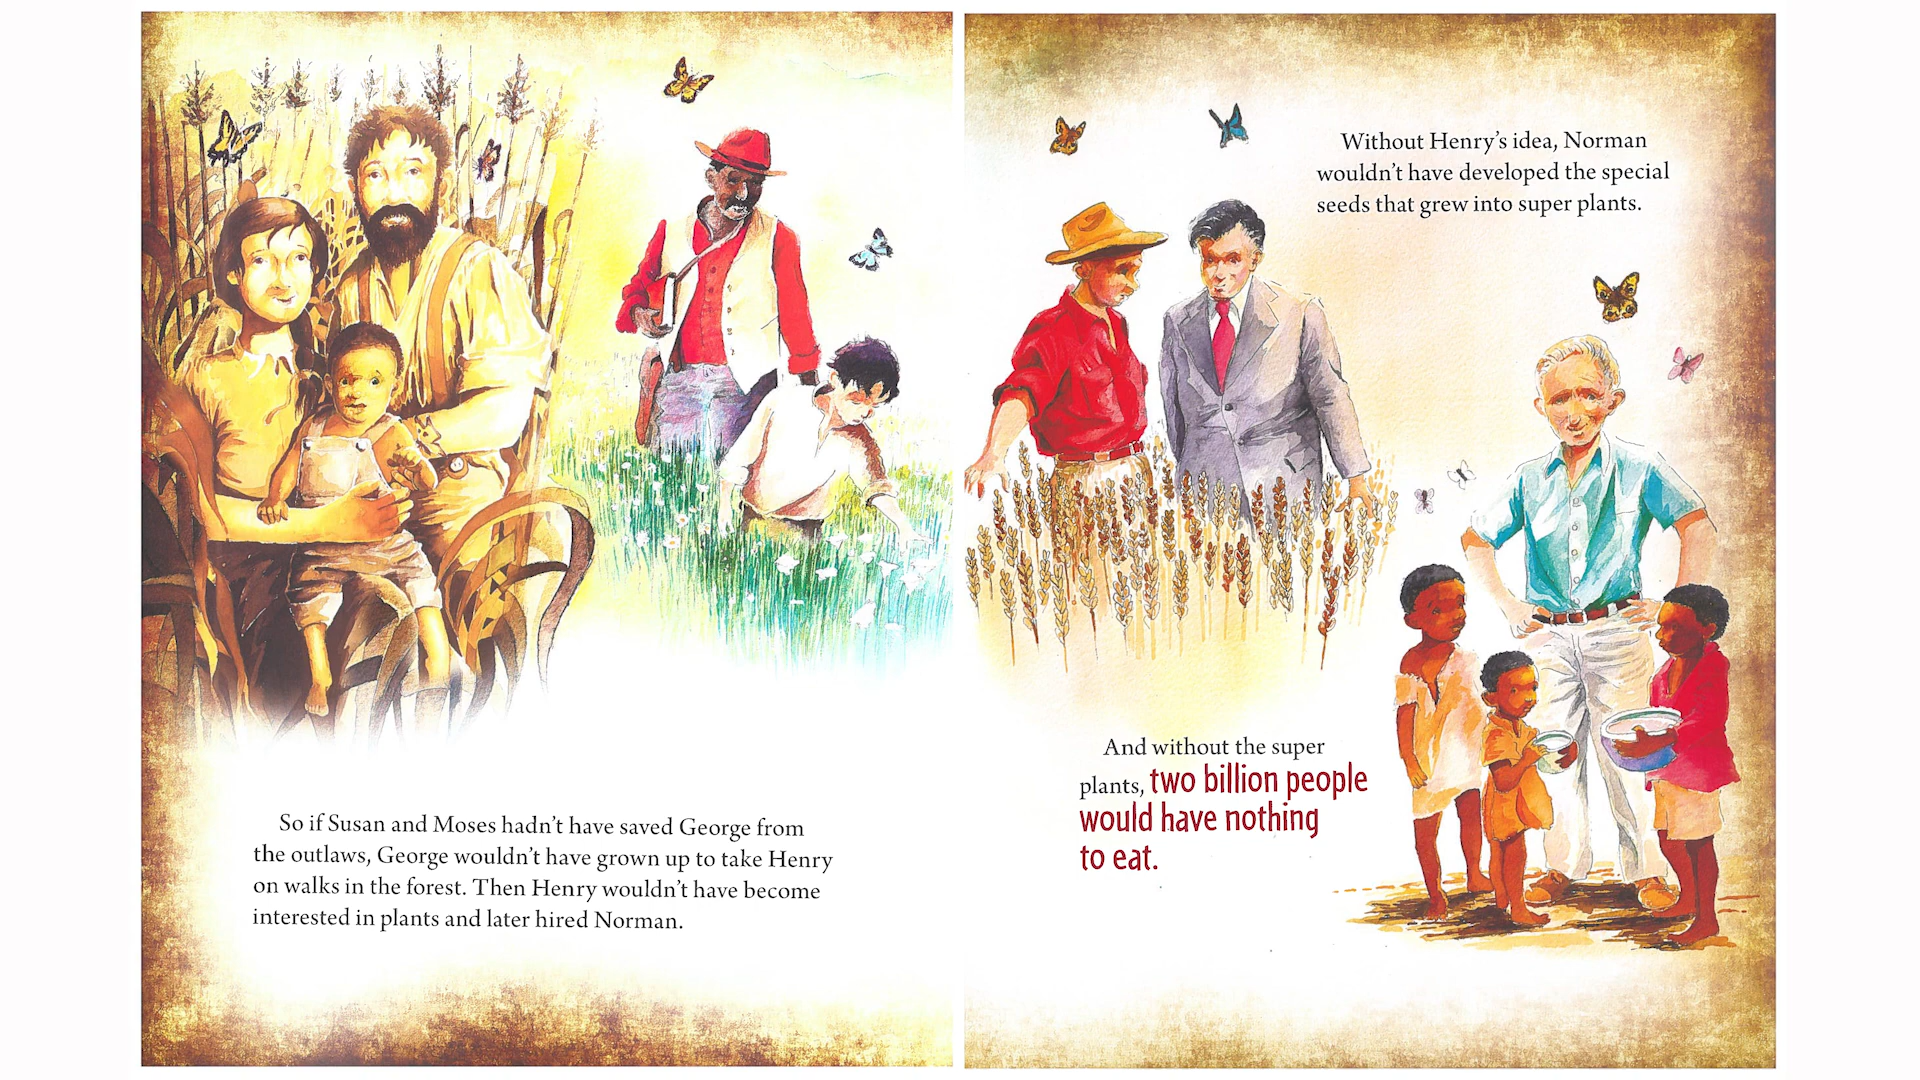 So if Susan and Moses hadn’t have saved George from
the outlaws, George wouldn’t have grown up to take Henry
on walks in the forest. Then Henry wouldn’t have become
interested in plants and later hired Norman.
Without Henry’s idea, Norman
wouldn’t have developed the special
seeds that grew into super plants.
And without the super
plants, two billion people
would have nothing
to eat.